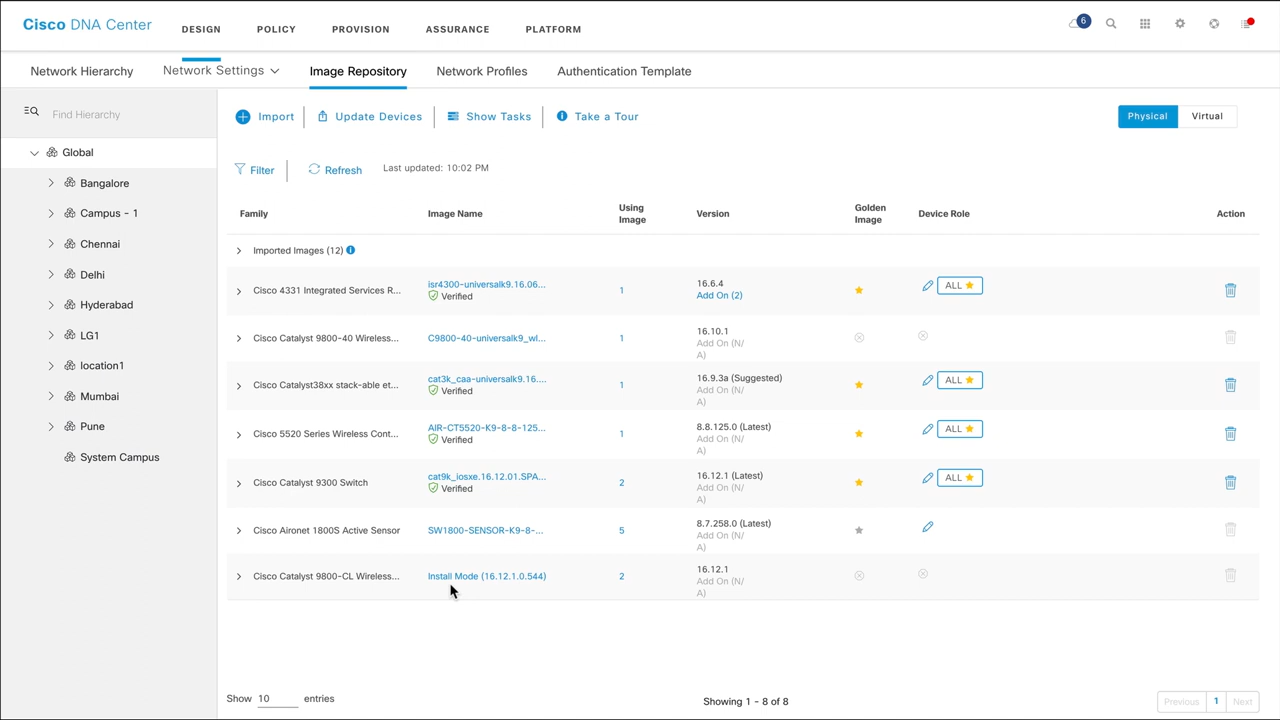 Cisco DNA Center
DESIGN
POLICY
PROVISION
ASSURANCE
PLATFORM
6
Network Hierarchy
Network Settings
Image Repository
Network Profiles
Authentication Template
Find Hierarchy
Global
Bangalore
Campus - 1
Chennai
Delhi
Hyderabad
LG1
location1
Mumbai
Pune
System Campus
Import
Update Devices
Show Tasks
Take a Tour
Physical
Virtual
Filter
Refresh
Last updated: 10:02 PM
Family
Image Name
Using
Image
Version
Golden
Image
Device Role
Action
Imported Images (12)
Cisco 4331 Integrated Services R...
isr4300-universalk9.16.06...
Verified
1
16.6.4
Add On (2)
ALL
Cisco Catalyst 9800-40 Wireless...
C9800-40-universalk9_wl...
1
16.10.1
Add On (N/
A)
Cisco Catalyst38xx stack-able et...
cat3k_caa-universalk9.16....
Verified
1
16.9.3a (Suggested)
Add On (N/
A)
ALL
Cisco 5520 Series Wireless Cont...
AIR-CT5520-K9-8-8-125...
Verified
1
8.8.125.0 (Latest)
Add On (N/
A)
ALL
Cisco Catalyst 9300 Switch
cat9k_iosxe.16.12.01.SPA...
Verified
2
16.12.1 (Latest)
Add On (N/
A)
ALL
Cisco Aironet 1800S Active Sensor
SW1800-SENSOR-K9-8-...
5
8.7.258.0 (Latest)
Add On (N/
A)
Cisco Catalyst 9800-CL Wireless...
Install Mode (16.12.1.0.544)
2
16.12.1
Add On (N/
A)
Show 10 entries
Showing 1 - 8 of 8
Previous
1
Next